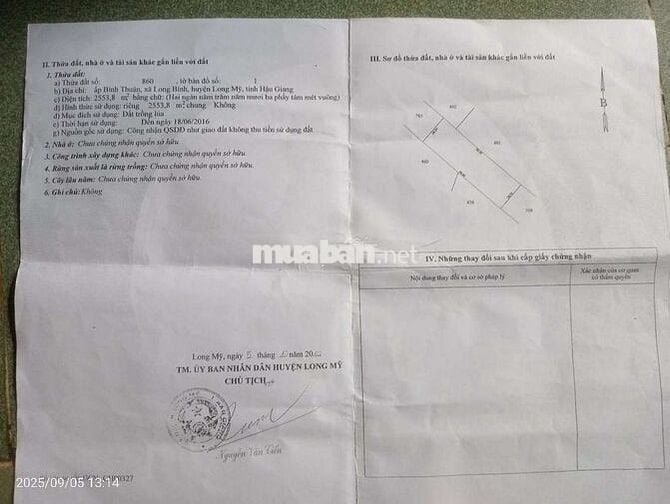 II. Thửa đất, nhà ở và tài sản khác gắn liền với đất
1. Thửa đất:
a) Thửa đất số: 860 , tờ bản đồ số: 1
b) Địa chỉ: ấp Bình Thuận, xã Long Bình, huyện Long Mỹ, tỉnh Hậu Giang
c) Diện tích: 2553,8 m² bằng chữ: (Hai ngàn năm trăm năm mươi ba phẩy tám mét vuông)
d) Hình thức sử dụng: riêng 2553,8 m² chung Không
đ) Mục đích sử dụng: Đất trồng lúa
e) Thời hạn sử dụng: Đến ngày 18/06/2016
g) Nguồn gốc sử dụng: Công nhận QSDĐ như giao đất không thu tiền sử dụng đất
2. Nhà ở: Chưa chứng nhận quyền sở hữu.
3. Công trình xây dựng khác: Chưa chứng nhận quyền sở hữu.
4. Rừng sản xuất là rừng trồng: Chưa chứng nhận quyền sở hữu.
5. Cây lâu năm: Chưa chứng nhận quyền sở hữu.
6. Ghi chú: Không
Long Mỹ, ngày 5 tháng năm 20
TM. ỦY BAN NHÂN DÂN HUYỆN LONG MỸ
CHỦ TỊCH
Nguyễn Văn Tiến
III. Sơ đồ thửa đất, nhà ở và tài sản khác gắn liền với đất
B
860
IV. Những thay đổi sau khi cấp giấy chứng nhận
Nội dung thay đổi và cơ sở pháp lý
Xác nhận của cơ quan
có thẩm quyền
muaban.net
2025/09/05 13:14